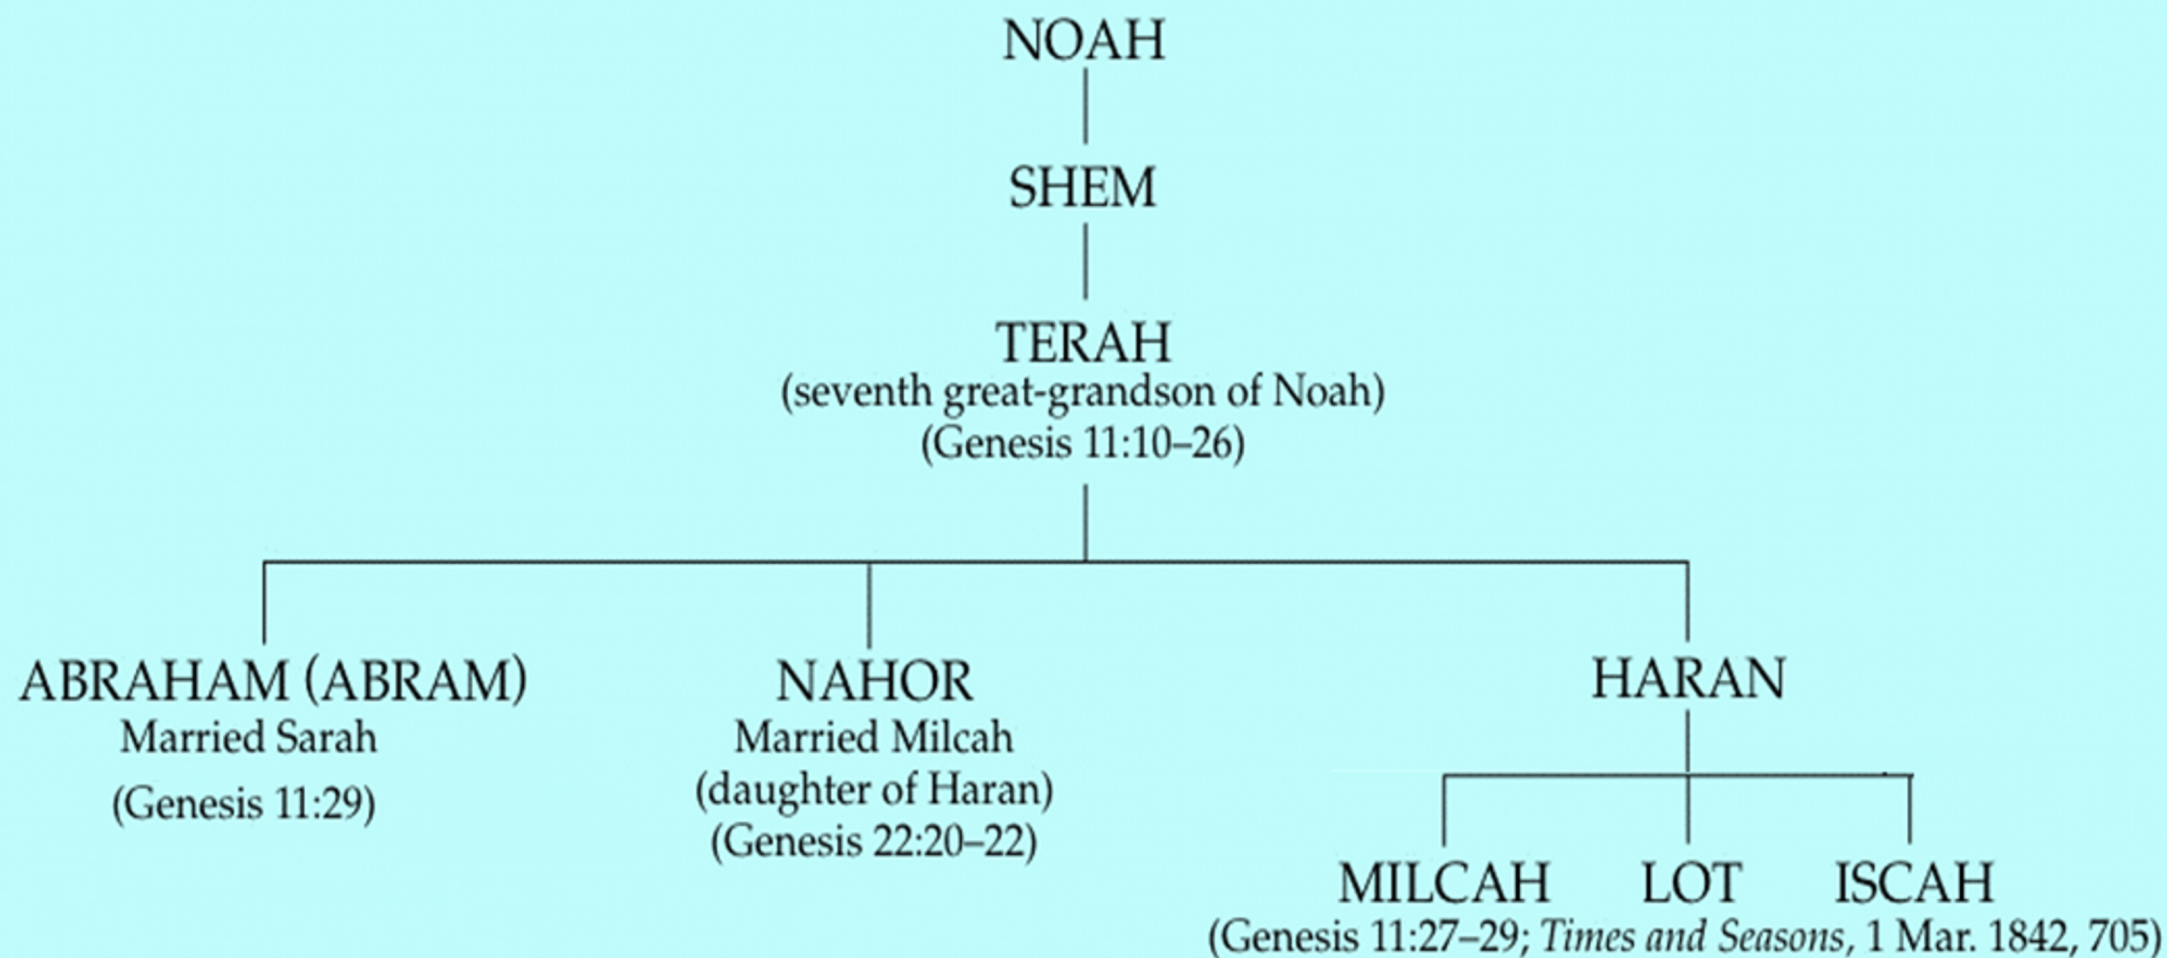 NOAH
SHEM
TERAH
(seventh great-grandson of Noah)
(Genesis 11:10–26)
ABRAHAM (ABRAM)
Married Sarah
(Genesis 11:29)
NAHOR
Married Milcah
(daughter of Haran)
(Genesis 22:20–22)
HARAN
MILCAH LOT ISCAH
(Genesis 11:27–29; Times and Seasons, 1 Mar. 1842, 705)